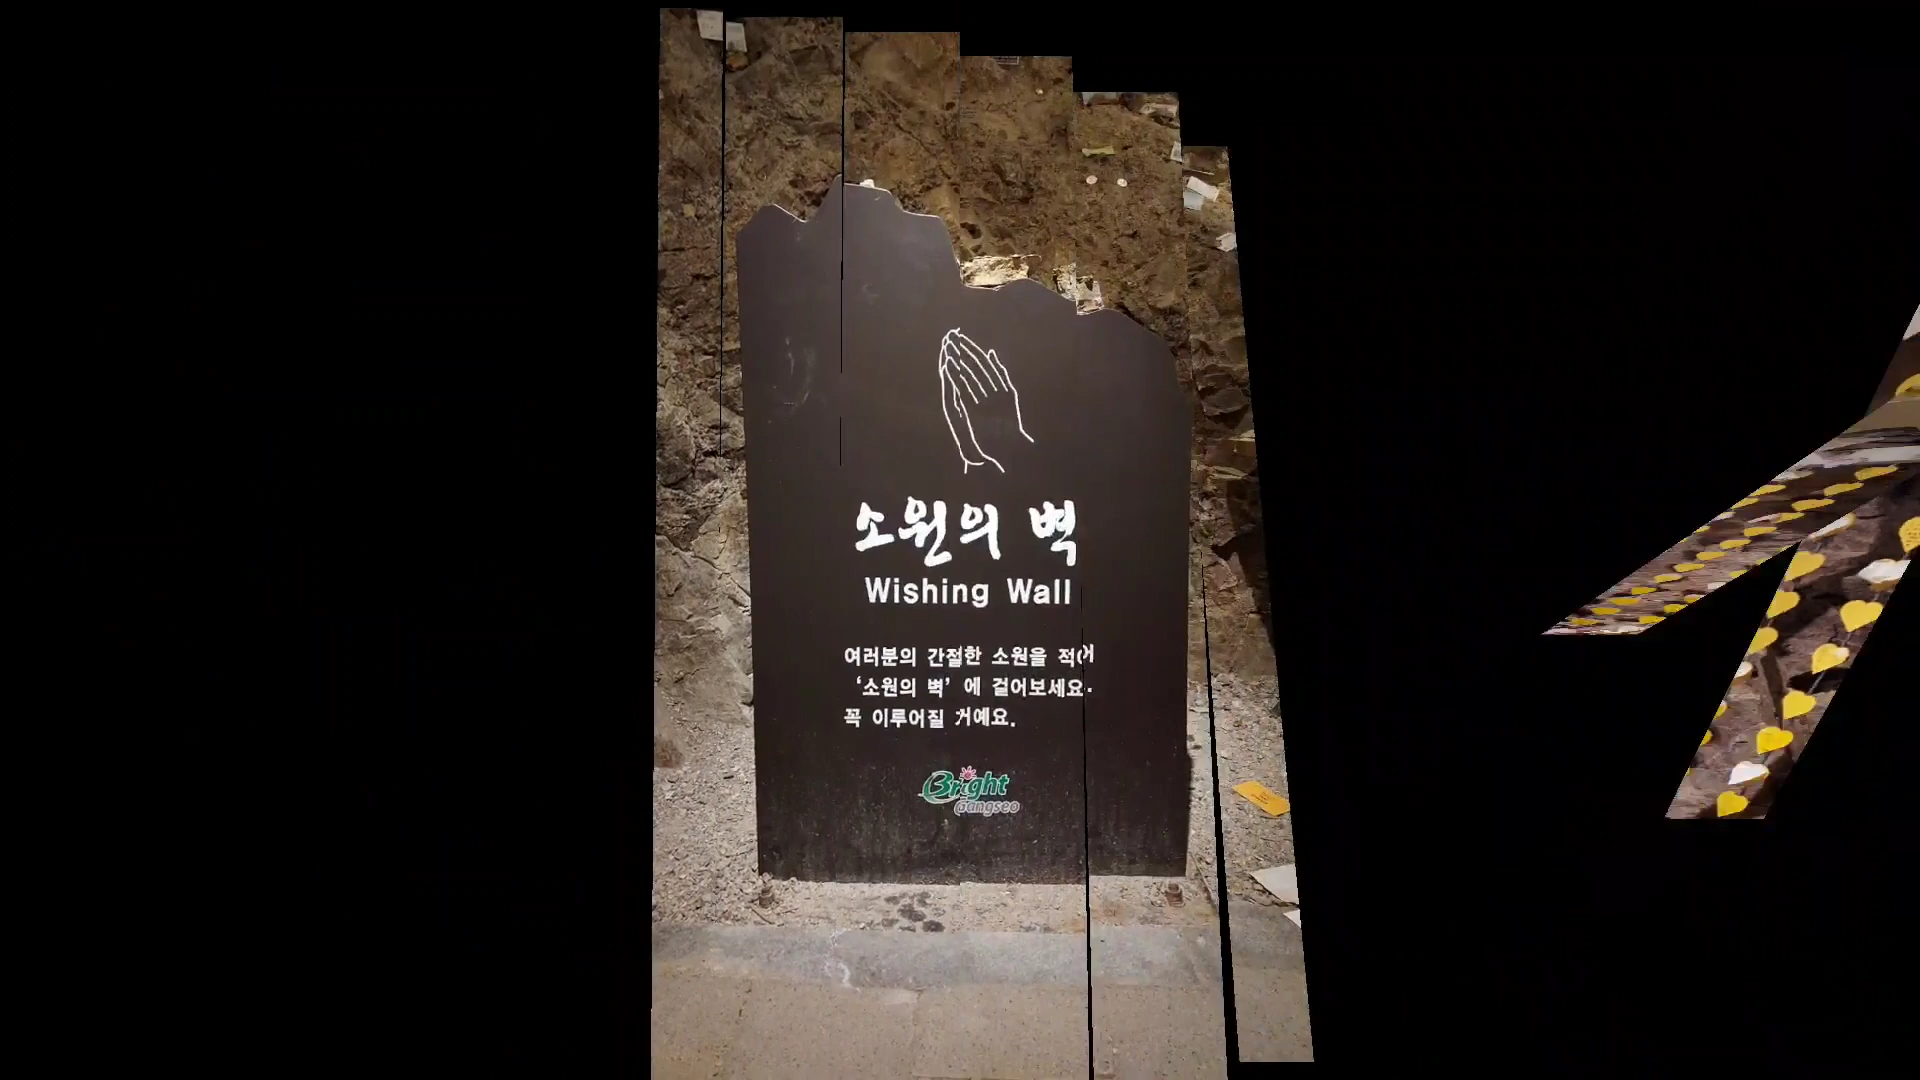 소원의 벽
Wishing Wall
여러분의 간절한 소원을 적어
‘소원의 벽’에 걸어보세요.
꼭 이루어질 거예요.
Bright
Gangseo